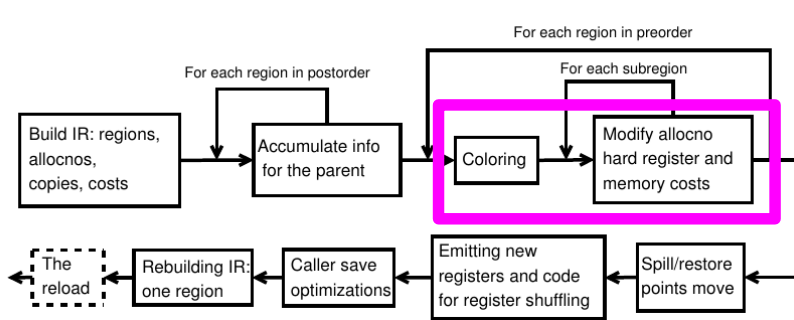 For each region in preorder
For each region in postorder
For each subregion
Build IR: regions,
allocnos,
copies, costs
Accumulate info
for the parent
Coloring
Modify allocno
hard register and
memory costs
The
reload
Rebuilding IR:
one region
Caller save
optimizations
Emitting new
registers and code
for register shuffling
Spill/restore
points move